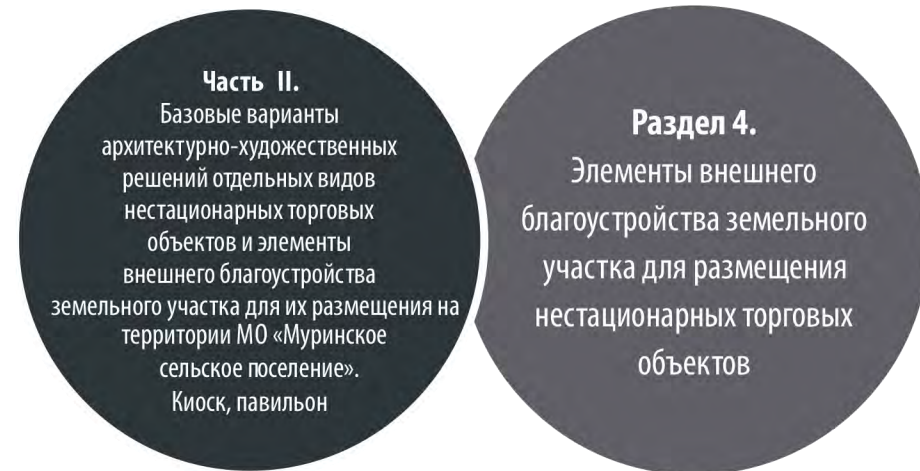 Часть II.
Базовые варианты
архитектурно-художественных
решений отдельных видов
нестационарных торговых
объектов и элементы
внешнего благоустройства
земельного участка для их размещения на
территории МО «Муринское
сельское поселение».
Киоск, павильон
Раздел 4.
Элементы внешнего
благоустройства земельного
участка для размещения
нестационарных торговых
объектов